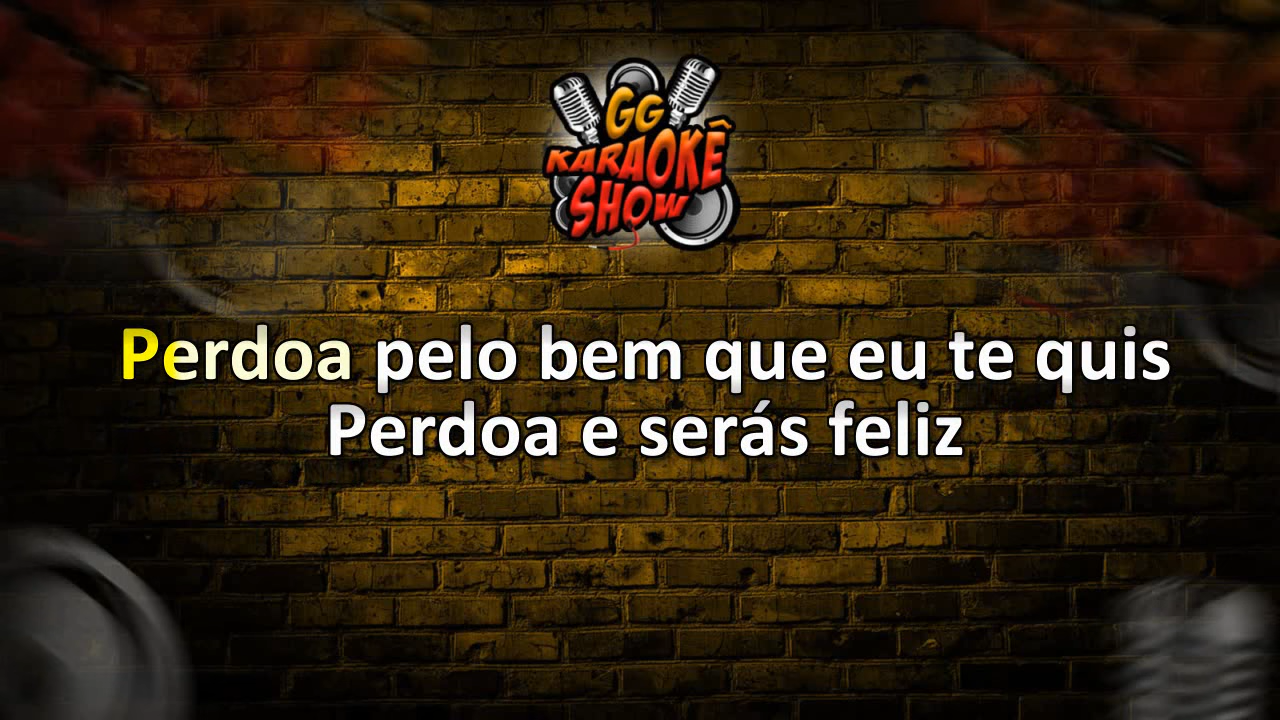 GG
KARAOKÊ
SHOW
Perdoa pelo bem que eu te quis
Perdoa e serás feliz